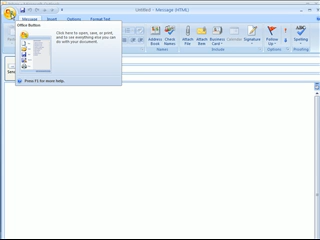 Untitled - Message (HTML)
Message Insert Options Format Text
Office Button
Click here to open, save, or print,
and to see everything else you can
do with your document.
Press F1 for more help.
Address Book
Check Names
Attach File
Attach Item
Business Card
Calendar
Signature
Follow Up
Spelling
Names
Include
Options
Proofing
Send